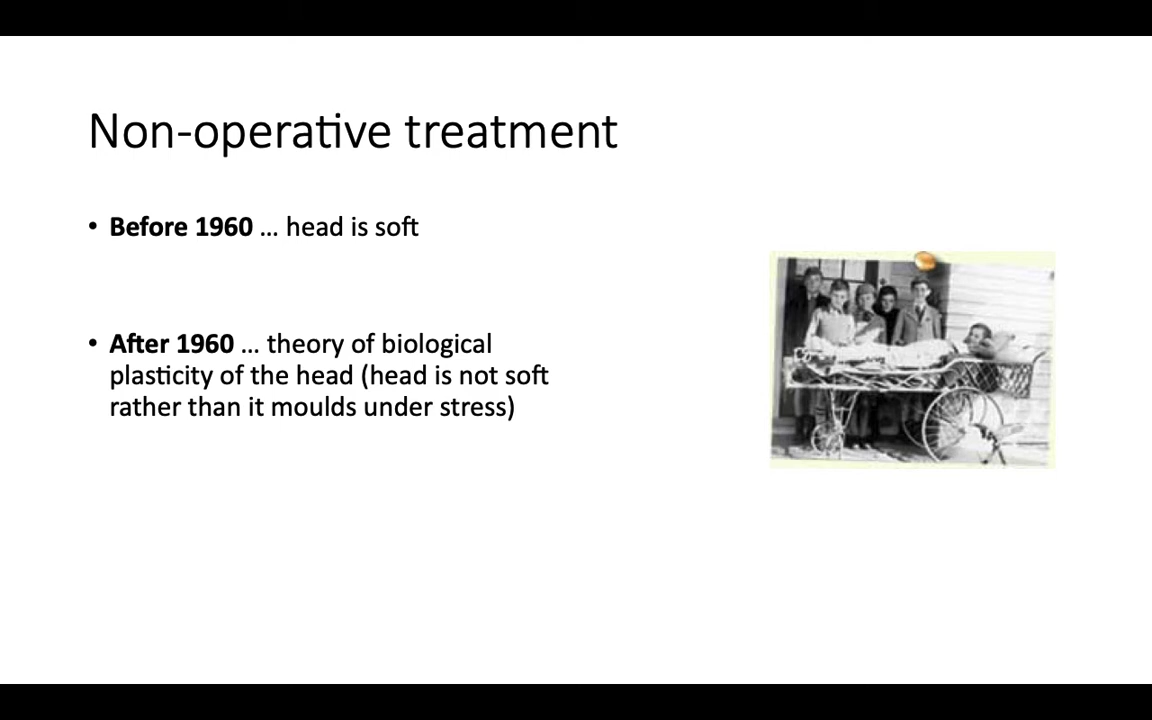 Non-operative treatment
• Before 1960 ... head is soft
• After 1960 ... theory of biological
plasticity of the head (head is not soft
rather than it moulds under stress)